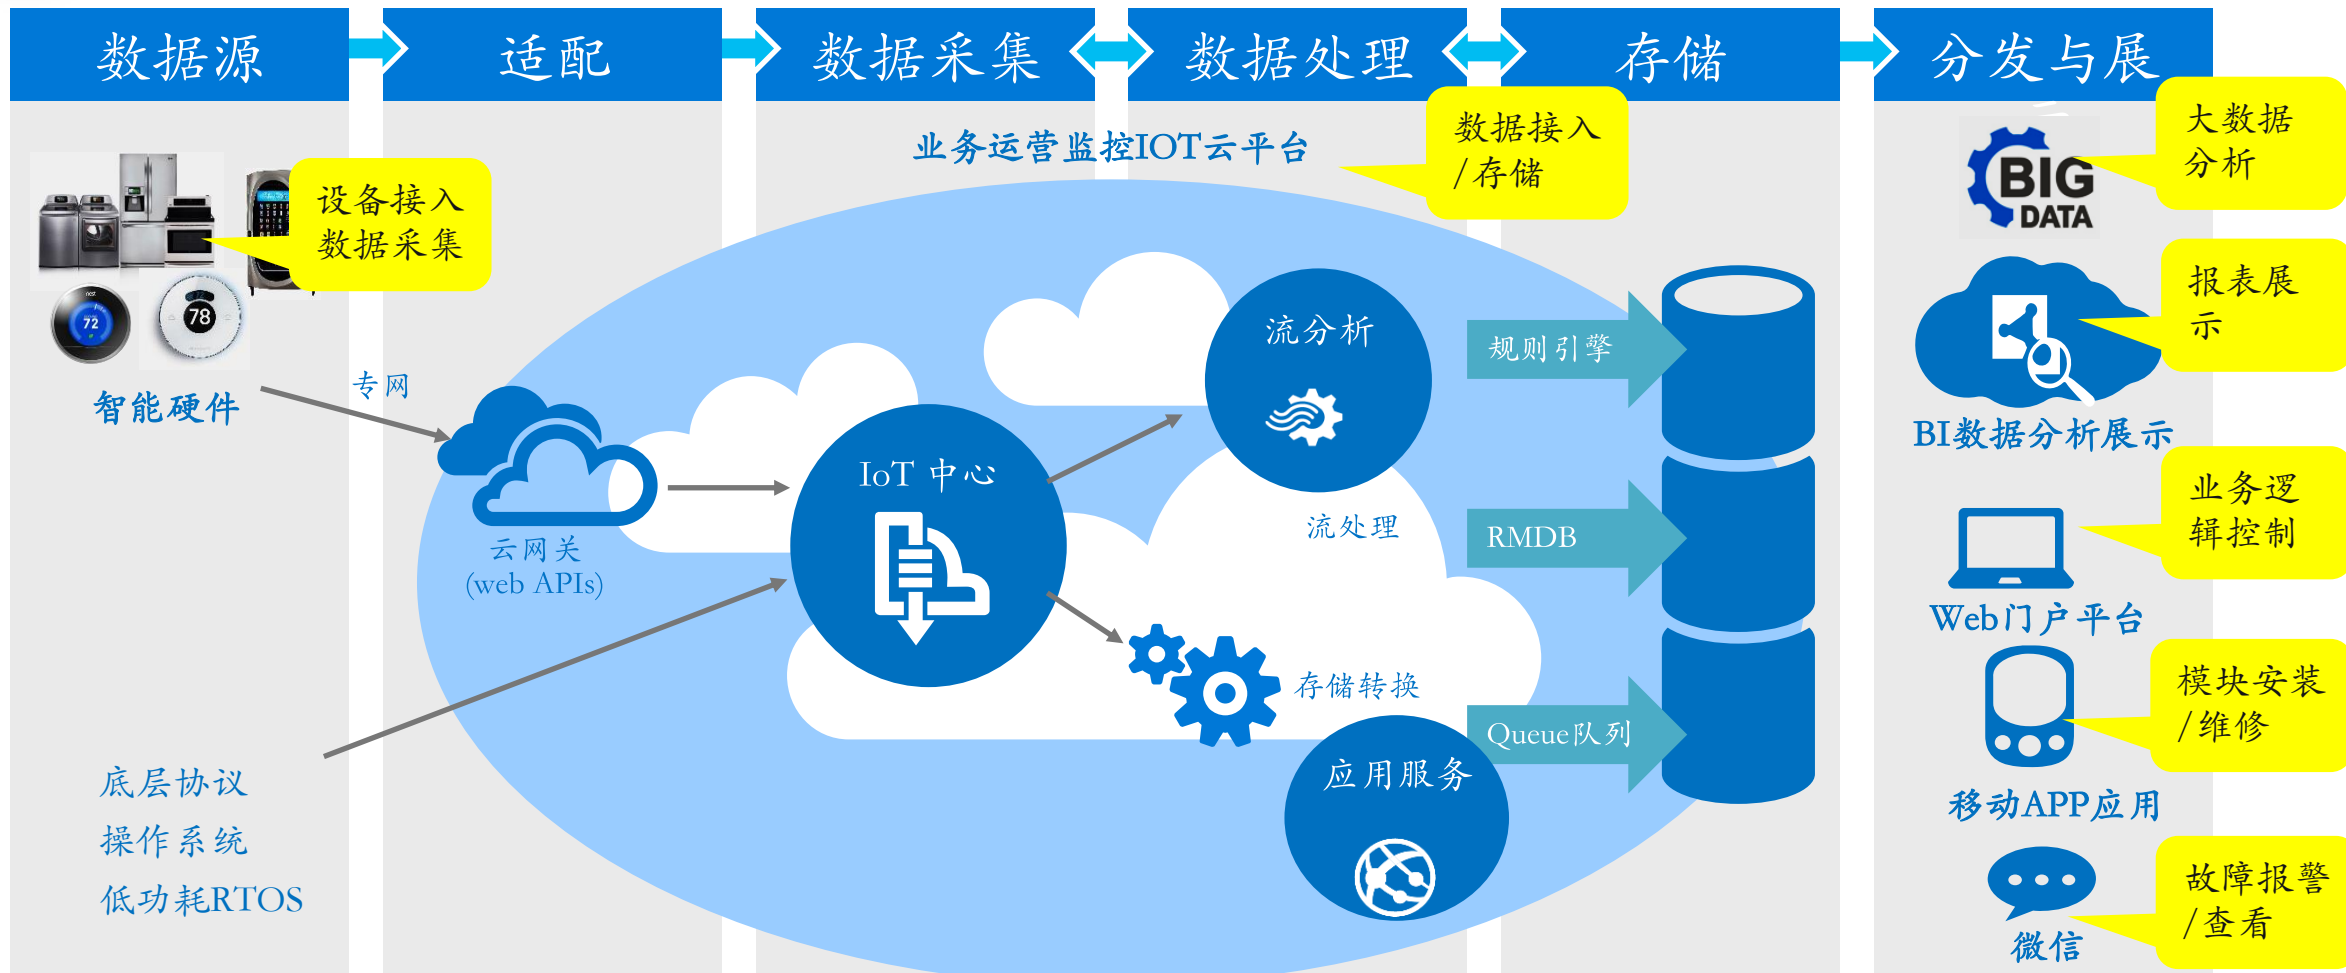 数据源
适配
数据采集
数据处理
存储
分发与展
业务运营监控IOT云平台
数据接入
/存储
大数据
分析
BIG
DATA
设备接入
数据采集
nest
72
78
智能硬件
专网
云网关
(web APIs)
IoT 中心
流分析
流处理
存储转换
应用服务
规则引擎
RMDB
Queue队列
报表展
示
BI数据分析展示
业务逻
辑控制
Web门户平台
模块安装
/维修
移动APP应用
故障报警
/查看
微信
底层协议
操作系统
低功耗RTOS